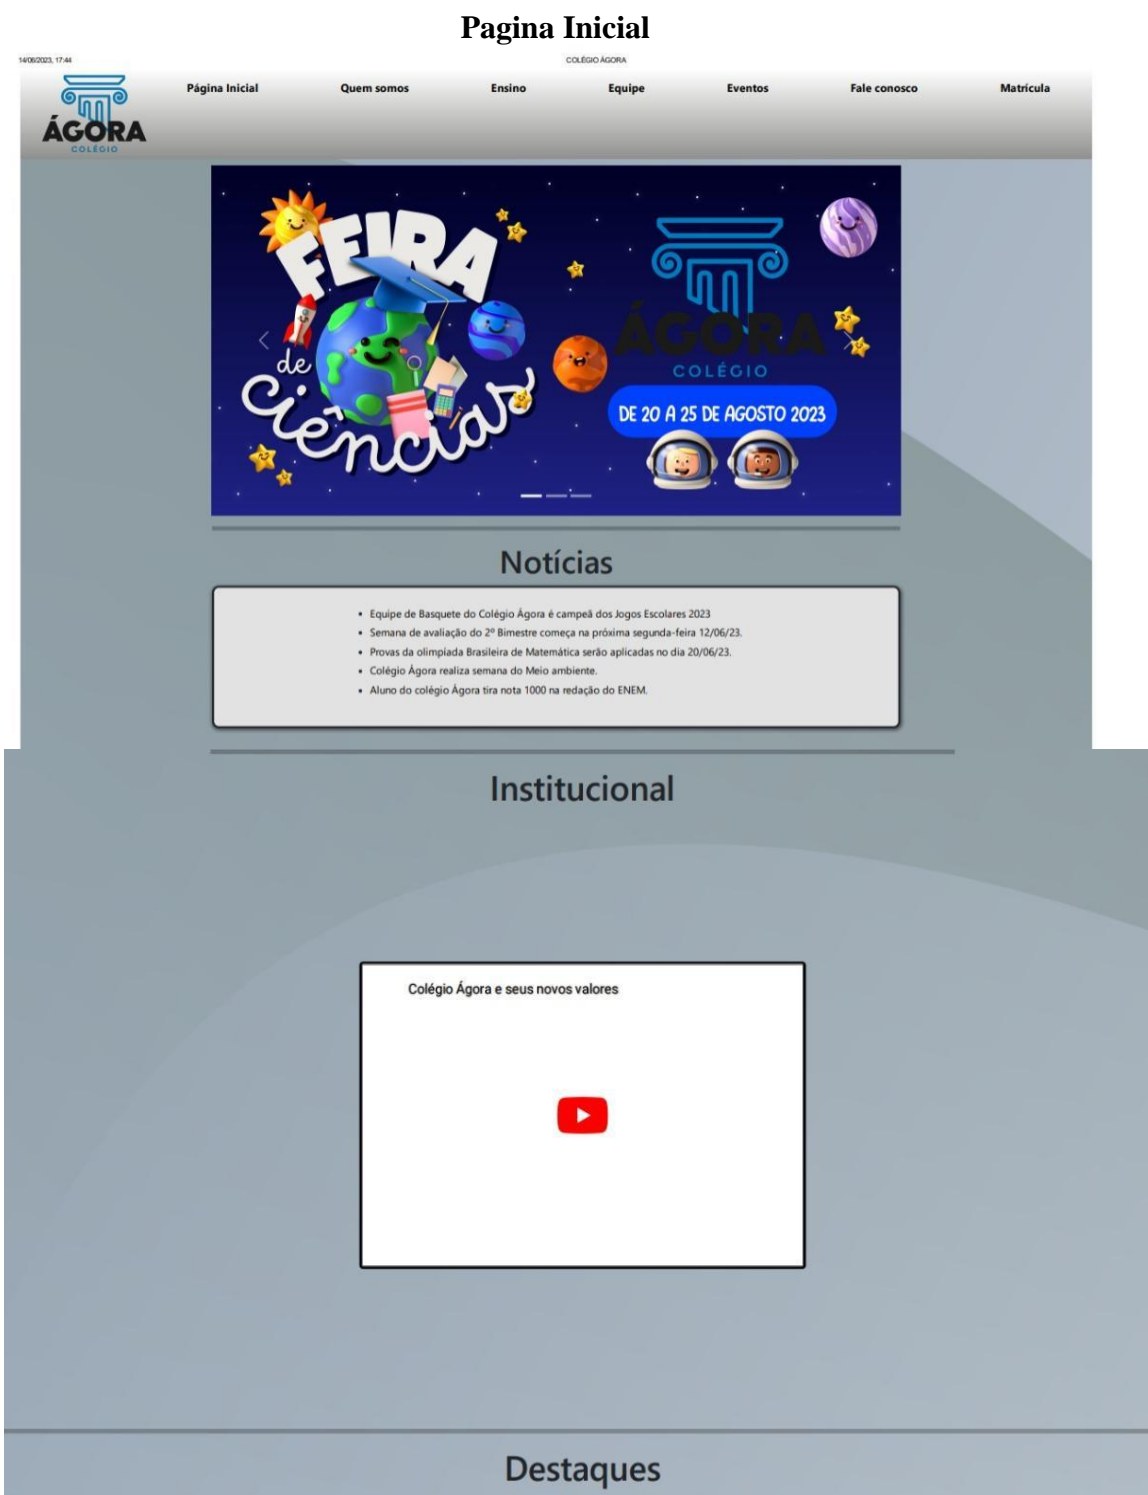 Pagina Inicial
14/06/2023, 17:44 COLÉGIO ÁGORA
Página Inicial Quem somos Ensino Equipe Eventos Fale conosco Matrícula
ÁGORA
COLÉGIO
FEIRA
de
Ciências
ÁGORA
COLÉGIO
DE 20 A 25 DE AGOSTO 2023
Notícias
• Equipe de Basquete do Colégio Ágora é campeã dos Jogos Escolares 2023
• Semana de avaliação do 2º Bimestre começa na próxima segunda-feira 12/06/23.
• Provas da olimpíada Brasileira de Matemática serão aplicadas no dia 20/06/23.
• Colégio Ágora realiza semana do Meio ambiente.
• Aluno do colégio Ágora tira nota 1000 na redação do ENEM.
Institucional
Colégio Ágora e seus novos valores
Destaques